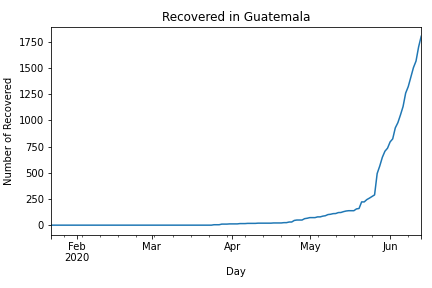 Recovered in Guatemala
Number of Recovered
1750
1500
1250
1000
750
500
250
0
Feb
2020
Mar
Apr
May
Jun
Day